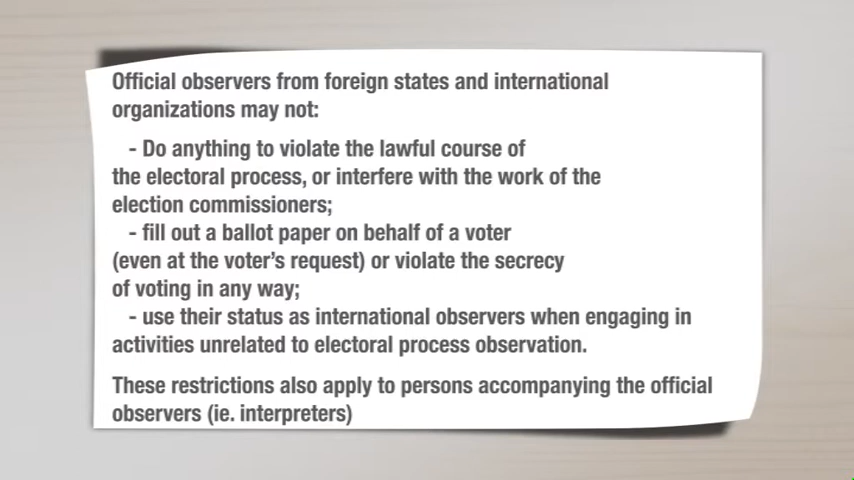 Official observers from foreign states and international
organizations may not:
- Do anything to violate the lawful course of
the electoral process, or interfere with the work of the
election commissioners;
- fill out a ballot paper on behalf of a voter
(even at the voter's request) or violate the secrecy
of voting in any way;
- use their status as international observers when engaging in
activities unrelated to electoral process observation.
These restrictions also apply to persons accompanying the official
observers (ie. interpreters)